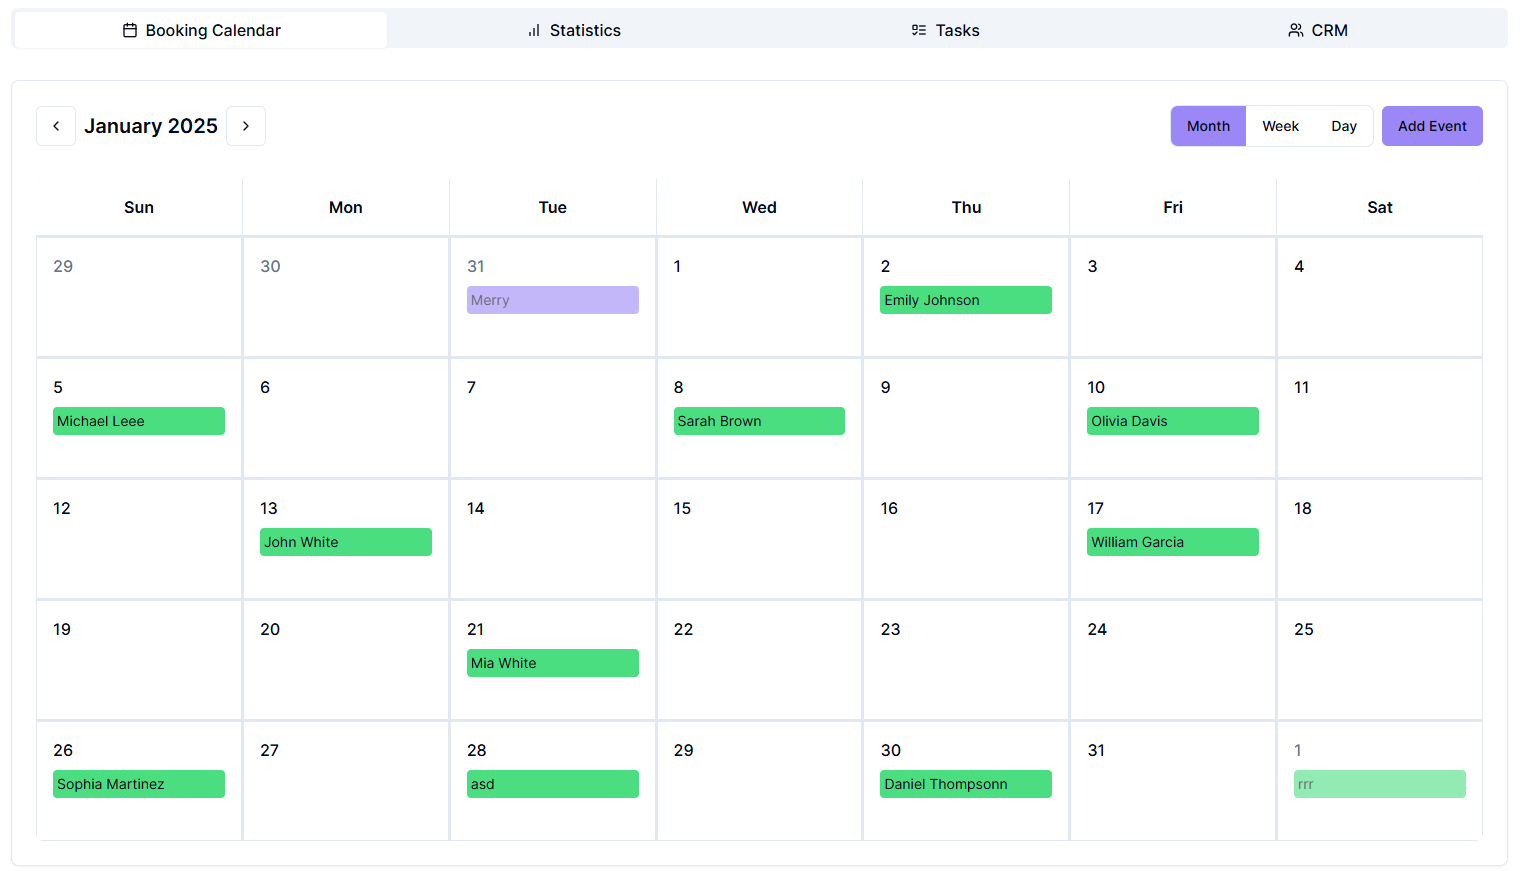 Booking Calendar Statistics Tasks CRM
January 2025 Month Week Day Add Event
Sun Mon Tue Wed Thu Fri Sat
29 30 31 1 2 3 4
Merry Emily Johnson
5 6 7 8 9 10 11
Michael Leee Sarah Brown Olivia Davis
12 13 14 15 16 17 18
John White William Garcia
19 20 21 22 23 24 25
Mia White
26 27 28 29 30 31 1
Sophia Martinez asd Daniel Thompsonn rrr